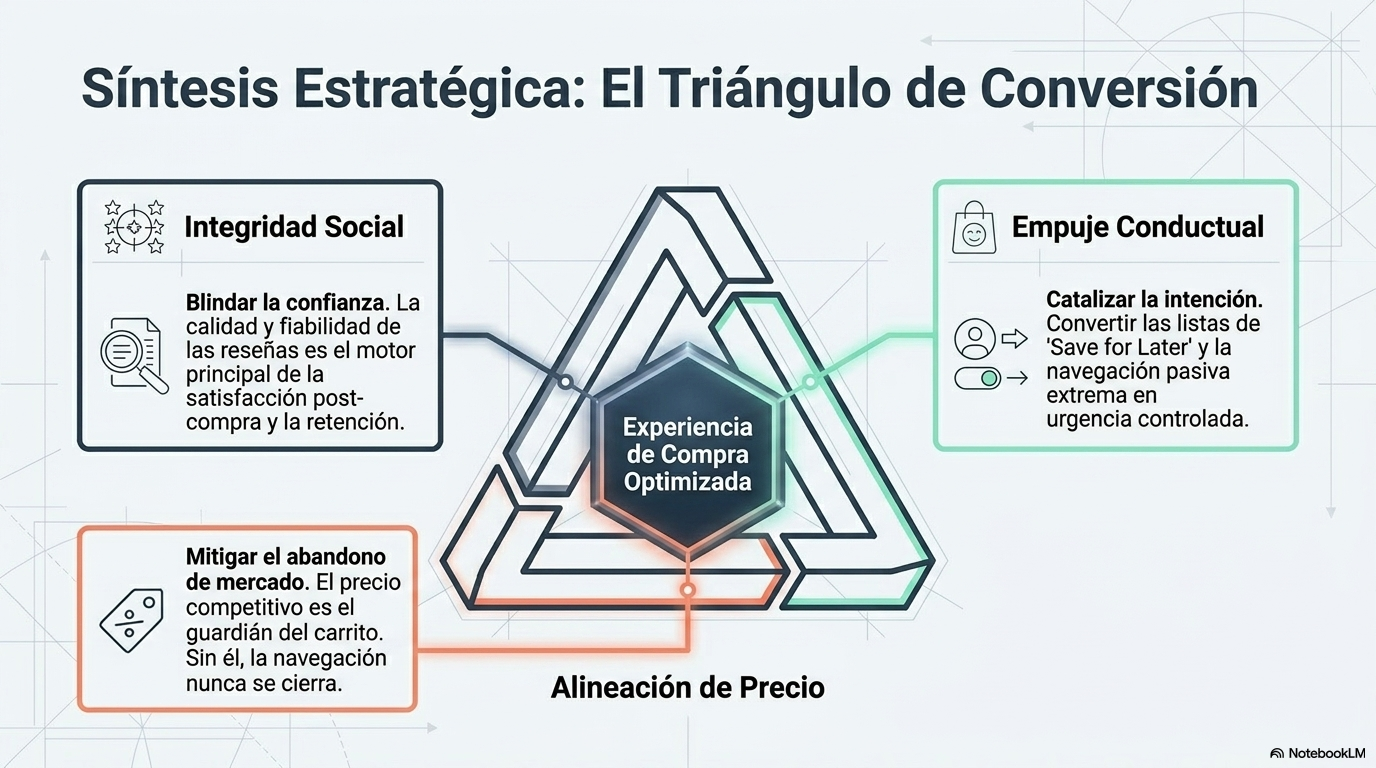 Síntesis Estratégica: El Triángulo de Conversión
Integridad Social
Blindar la confianza. La
calidad y fiabilidad de
las reseñas es el motor
principal de la
satisfacción post-
compra y la retención.
Empuje Conductual
Catalizar la intención.
Convertir las listas de
'Save for Later' y la
navegación pasiva
extrema en
urgencia controlada.
Experiencia
de Compra
Optimizada
Mitigar el abandono
de mercado. El precio
competitivo es el
guardián del carrito.
Sin él, la navegación
nunca se cierra.
Alineación de Precio
NotebookLM